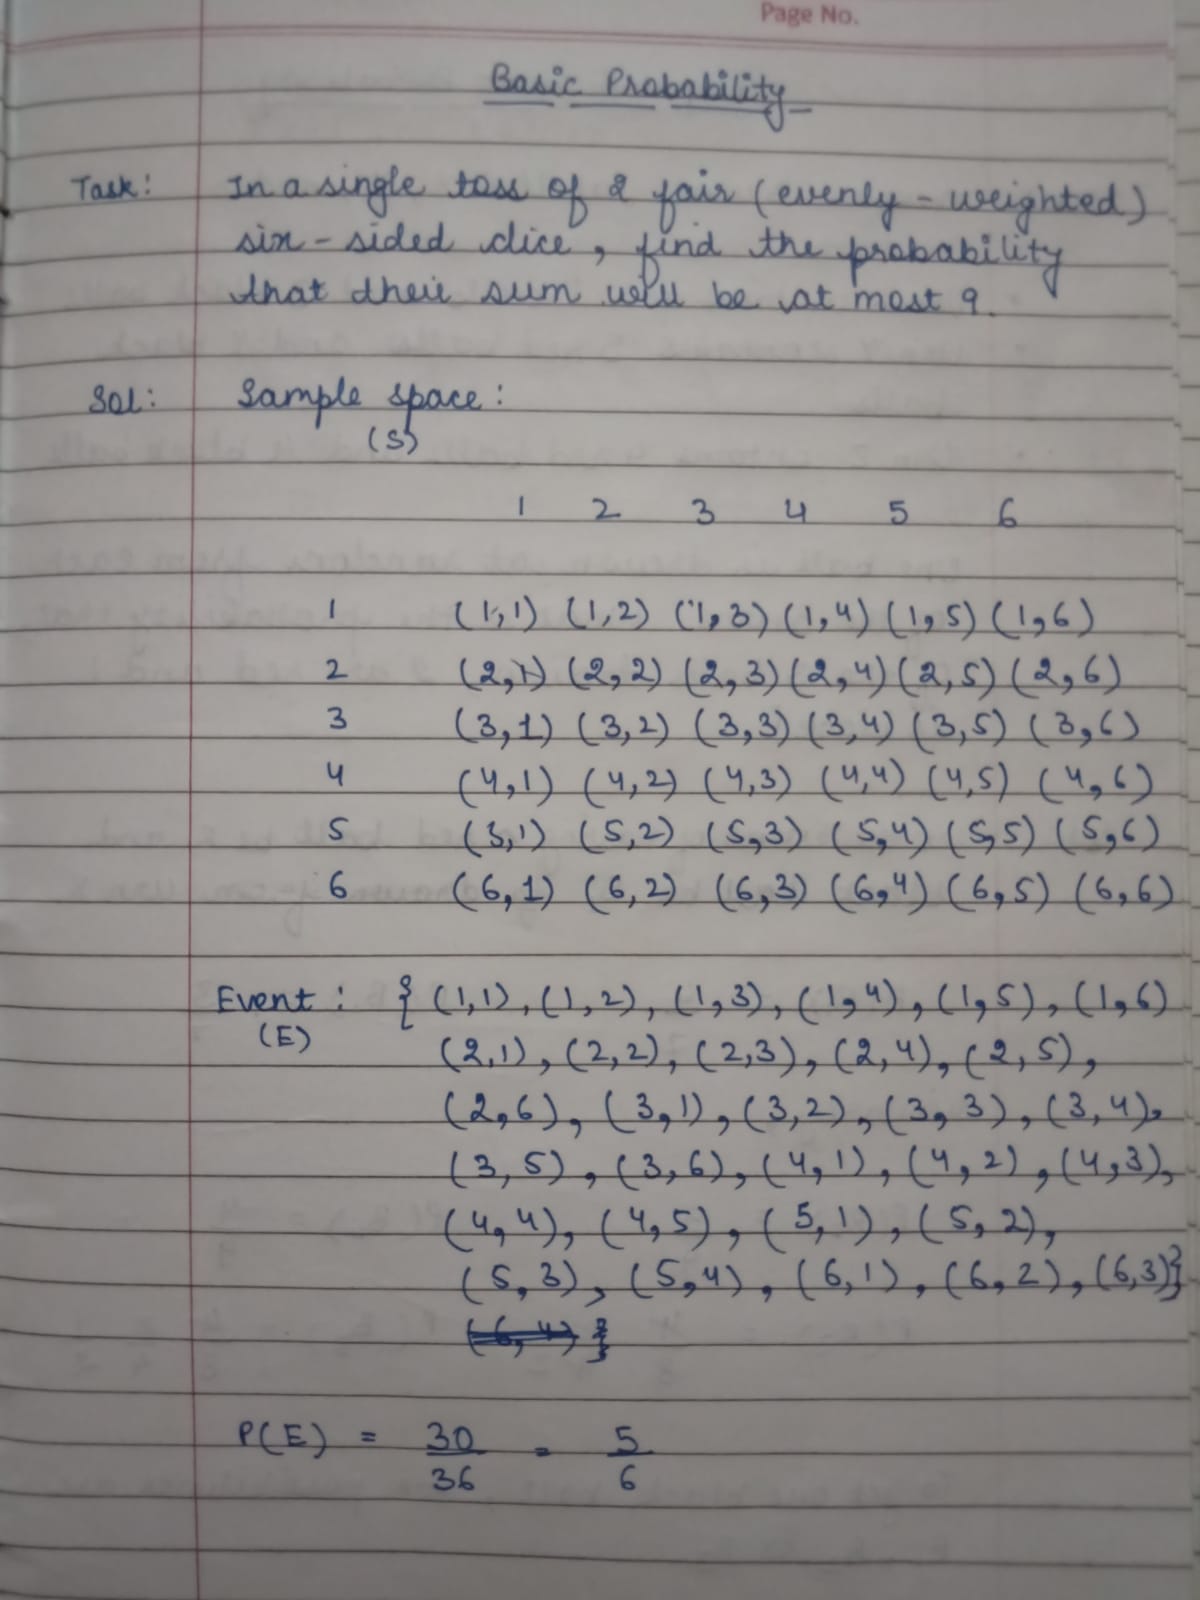 Page No.
Basic Probability
Task: In a single toss of 2 fair (evenly-weighted)
six-sided dice, find the probability
that their sum will be at most 9.
Sol: Sample space:
(S)
1 2 3 4 5 6
1 (1,1) (1,2) (1,3) (1,4) (1,5) (1,6)
2 (2,1) (2,2) (2,3) (2,4) (2,5) (2,6)
3 (3,1) (3,2) (3,3) (3,4) (3,5) (3,6)
4 (4,1) (4,2) (4,3) (4,4) (4,5) (4,6)
5 (5,1) (5,2) (5,3) (5,4) (5,5) (5,6)
6 (6,1) (6,2) (6,3) (6,4) (6,5) (6,6)
Event: { (1,1), (1,2), (1,3), (1,4), (1,5), (1,6)
(E) (2,1), (2,2), (2,3), (2,4), (2,5),
(2,6), (3,1), (3,2), (3,3), (3,4),
(3,5), (3,6), (4,1), (4,2), (4,3),
(4,4), (4,5), (5,1), (5,2),
(5,3), (5,4), (6,1), (6,2), (6,3)}
(6,4) }
P(E) = 30/36 = 5/6